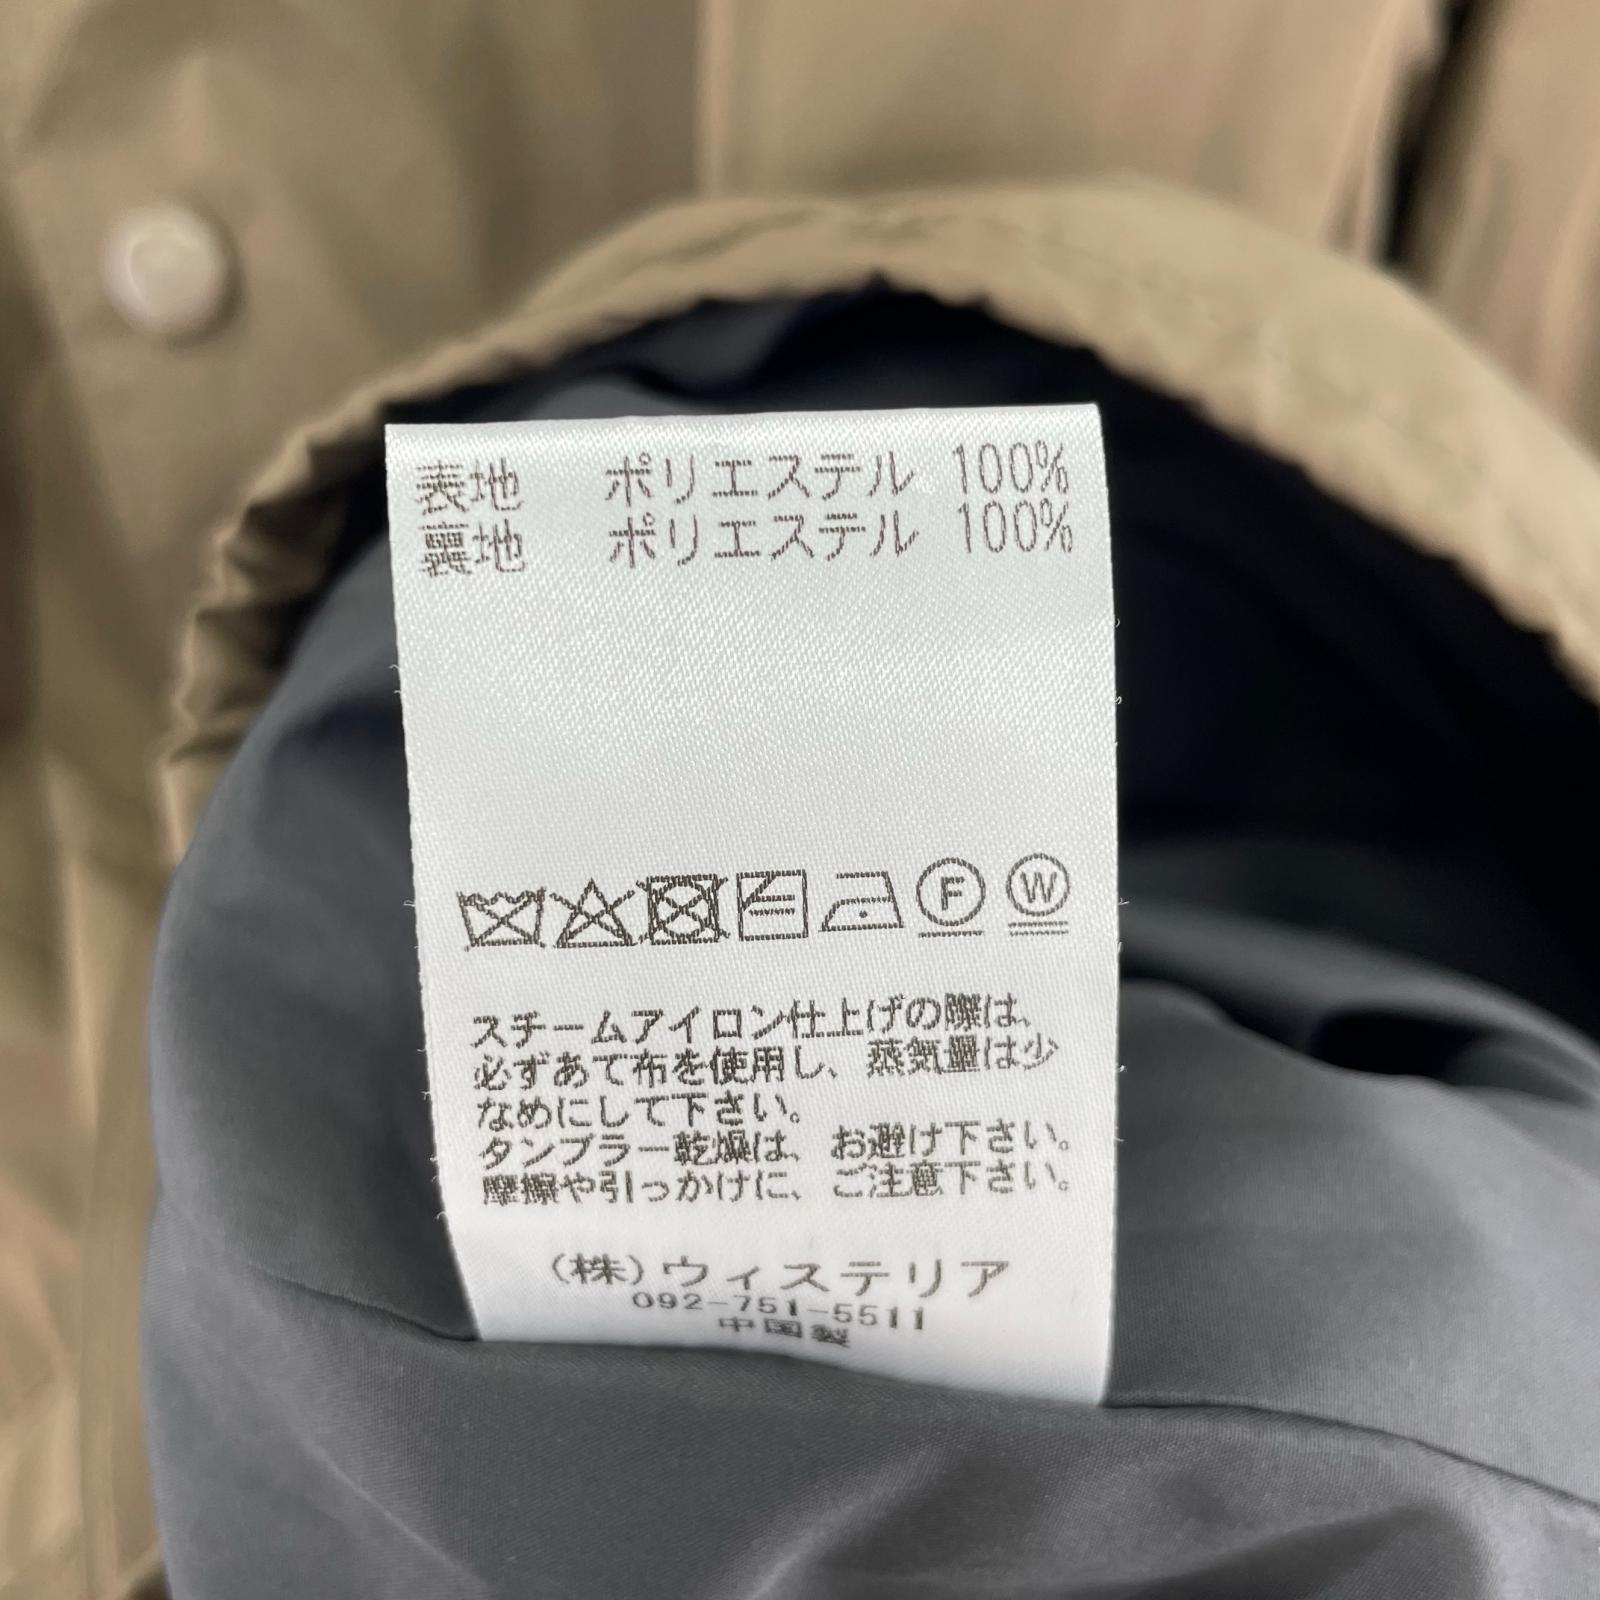 表地 ポリエステル 100%
裏地 ポリエステル 100%
F W
スチームアイロン仕上げの際は、
必ずあて布を使用し、蒸気量は少
なめにして下さい。
タンブラー乾燥は、お避け下さい。
摩擦や引っかけに、ご注意下さい。
(株)ウィステリア
092-751-5511
中国製